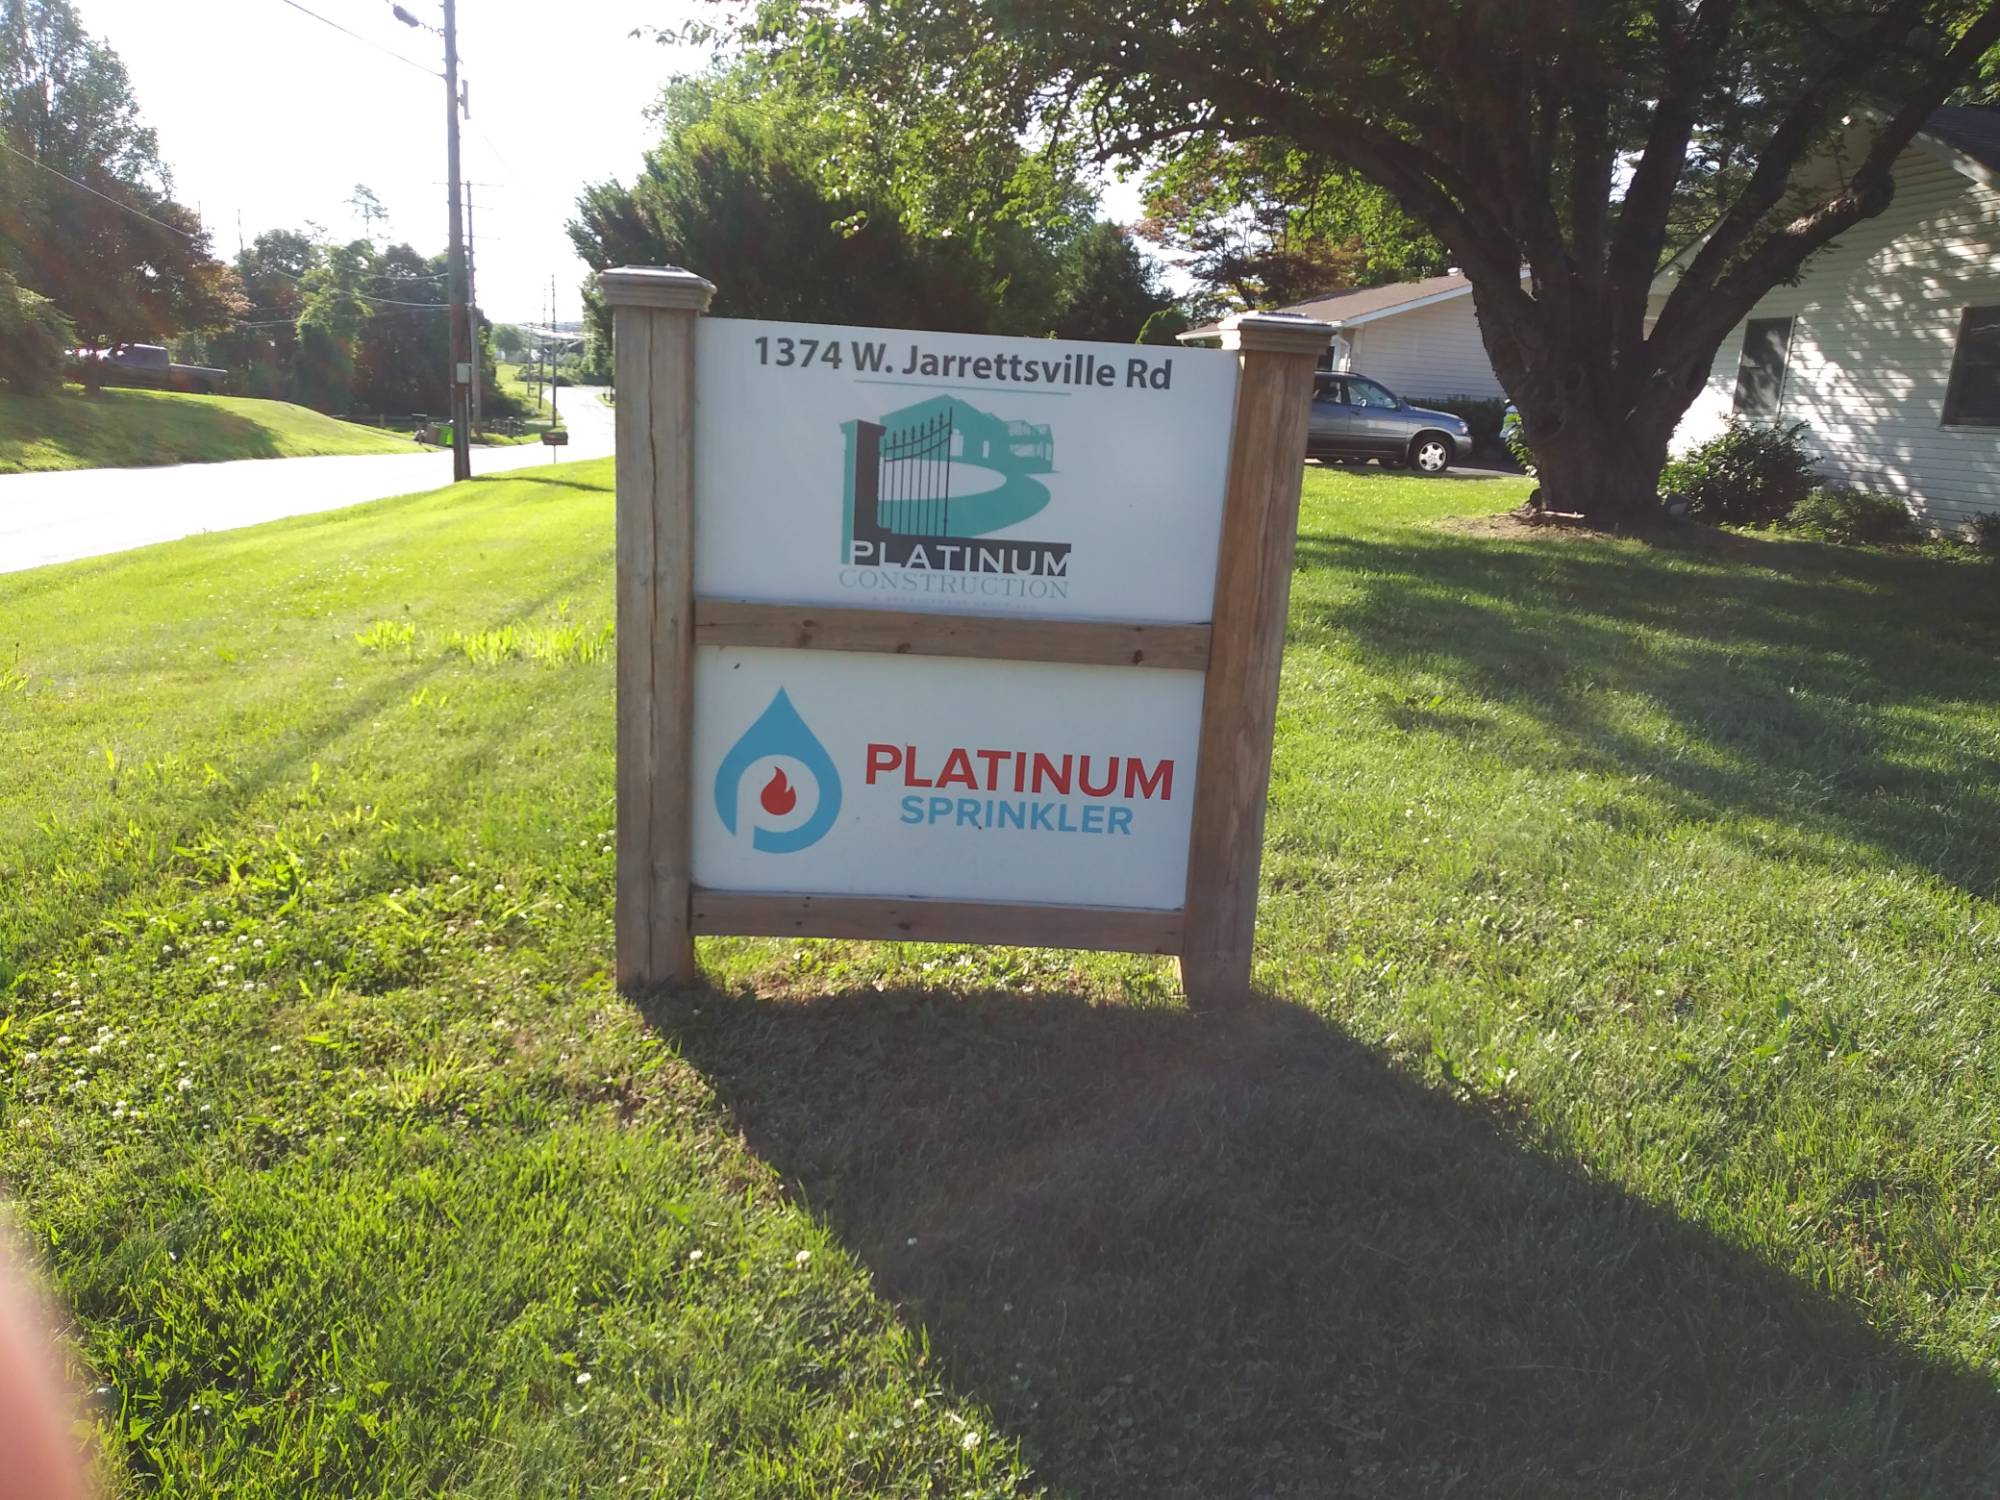 1374 W. Jarrettsville Rd
PLATINUM
CONSTRUCTION
PLATINUM
SPRINKLER